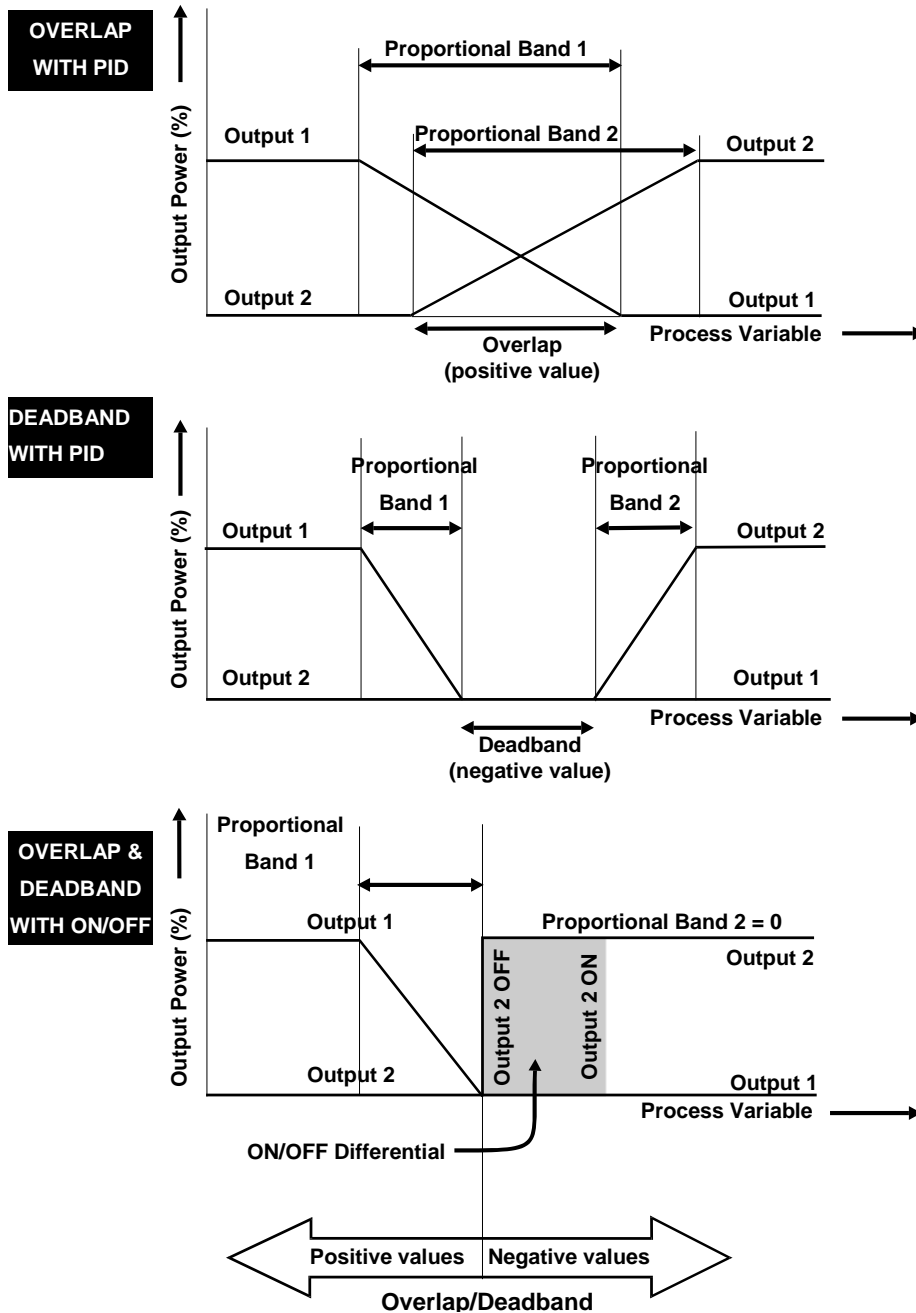 OVERLAP
WITH PID
Output Power (%)
Proportional Band 1
Proportional Band 2
Output 1
Output 2
Output 2
Output 1
Process Variable
Overlap
(positive value)
DEADBAND
WITH PID
Output Power (%)
Proportional
Band 1
Proportional
Band 2
Output 1
Output 2
Output 2
Output 1
Process Variable
Deadband
(negative value)
OVERLAP &
DEADBAND
WITH ON/OFF
Output Power (%)
Proportional
Band 1
Output 1
Proportional Band 2 = 0
Output 2
Output 2 OFF
Output 2 ON
Output 2
Output 1
Process Variable
ON/OFF Differential
Positive values
Negative values
Overlap/Deadband